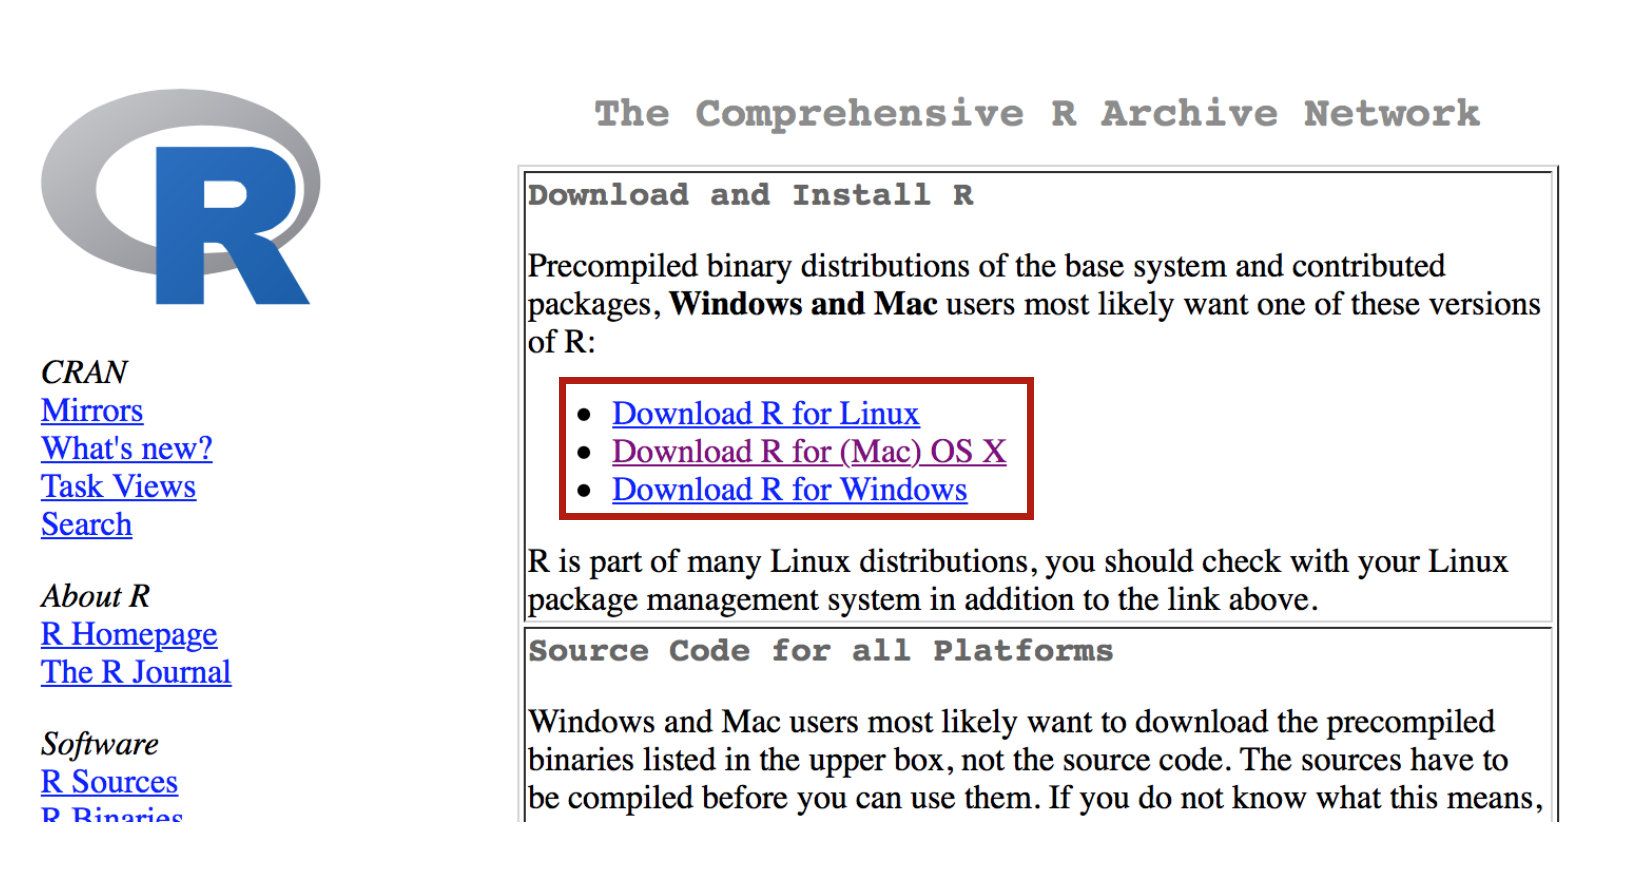 The Comprehensive R Archive Network
R
CRAN
Mirrors
What's new?
Task Views
Search
About R
R Homepage
The R Journal
Software
R Sources
R Binaries
Download and Install R
Precompiled binary distributions of the base system and contributed
packages, Windows and Mac users most likely want one of these versions
of R:
• Download R for Linux
• Download R for (Mac) OS X
• Download R for Windows
R is part of many Linux distributions, you should check with your Linux
package management system in addition to the link above.
Source Code for all Platforms
Windows and Mac users most likely want to download the precompiled
binaries listed in the upper box, not the source code. The sources have to
be compiled before you can use them. If you do not know what this means,